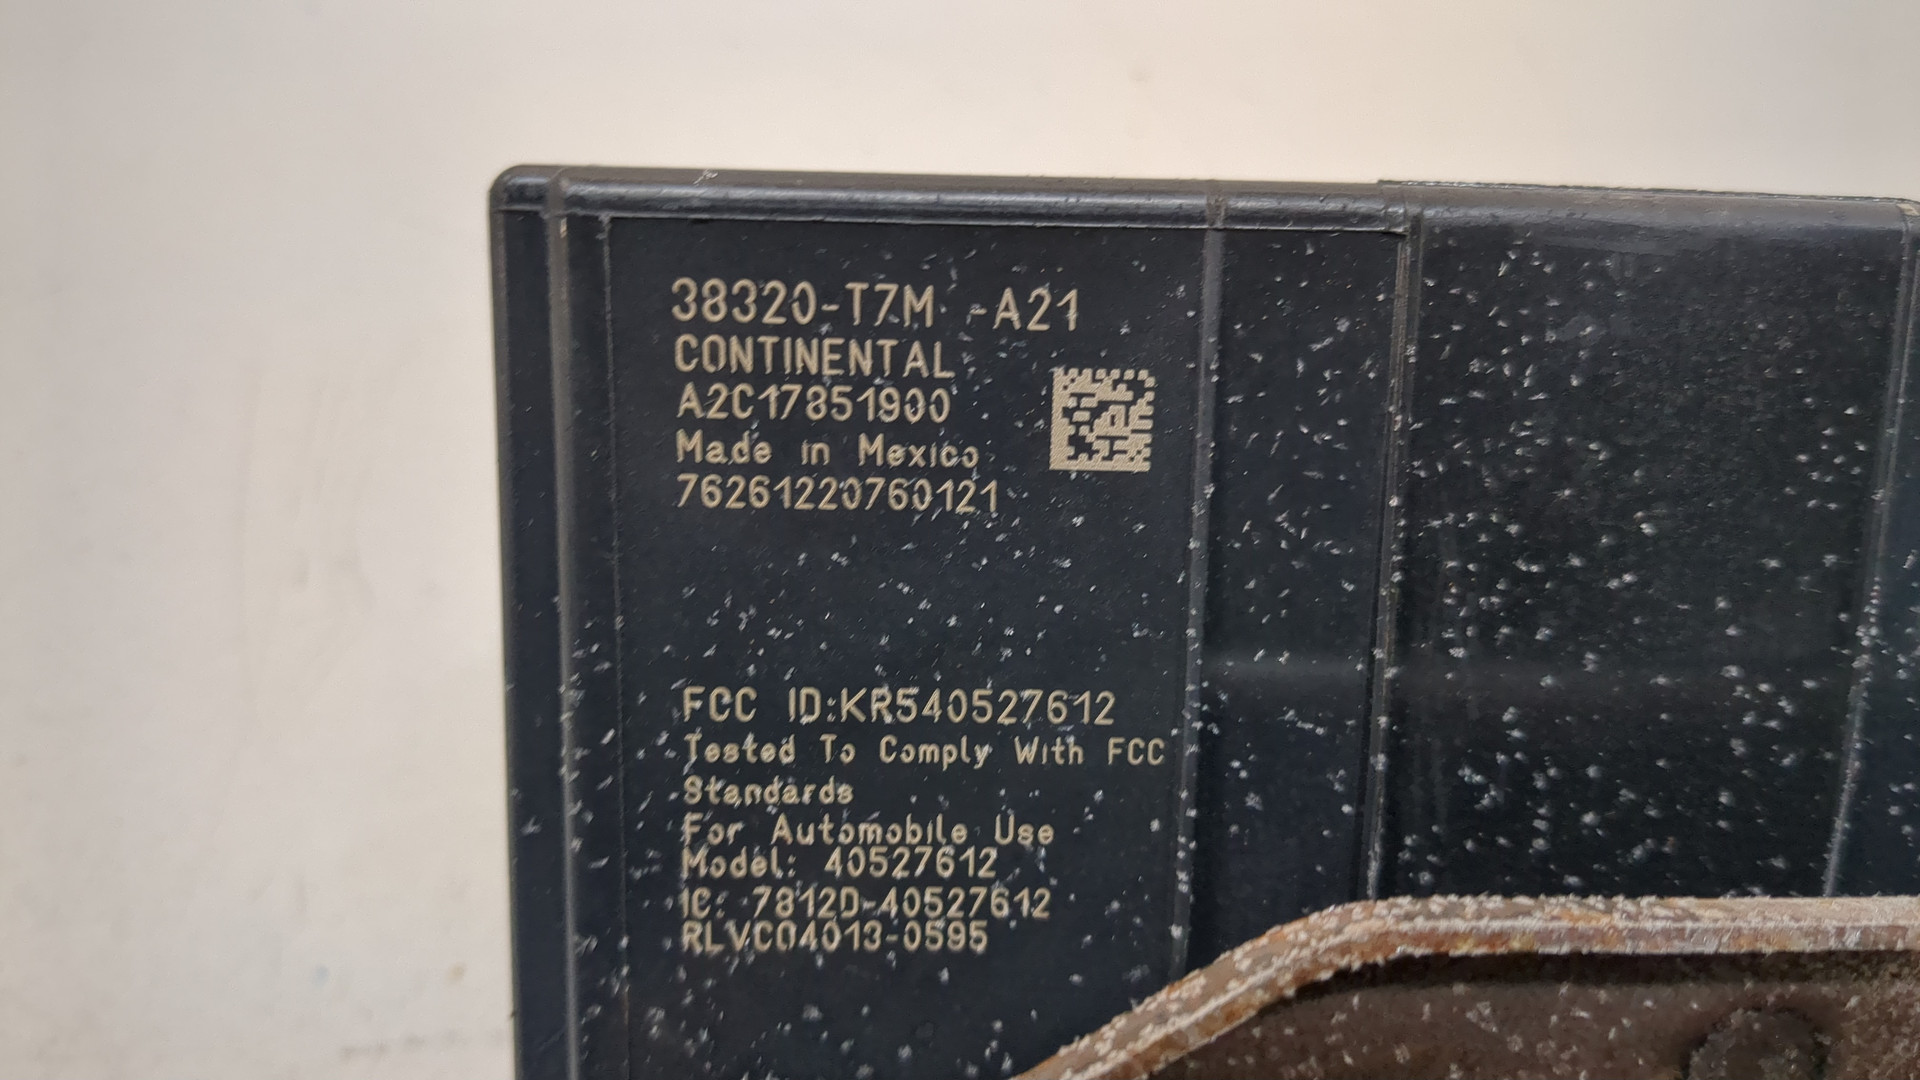 38320-T7M -A21
CONTINENTAL
A2C17851900
Made in Mexico
76261220760121
FCC ID:KR540527612
Tested To Comply With FCC
Standards
For Automobile Use
Model: 40527612
IC: 7812D-40527612
RLVC04013-0595